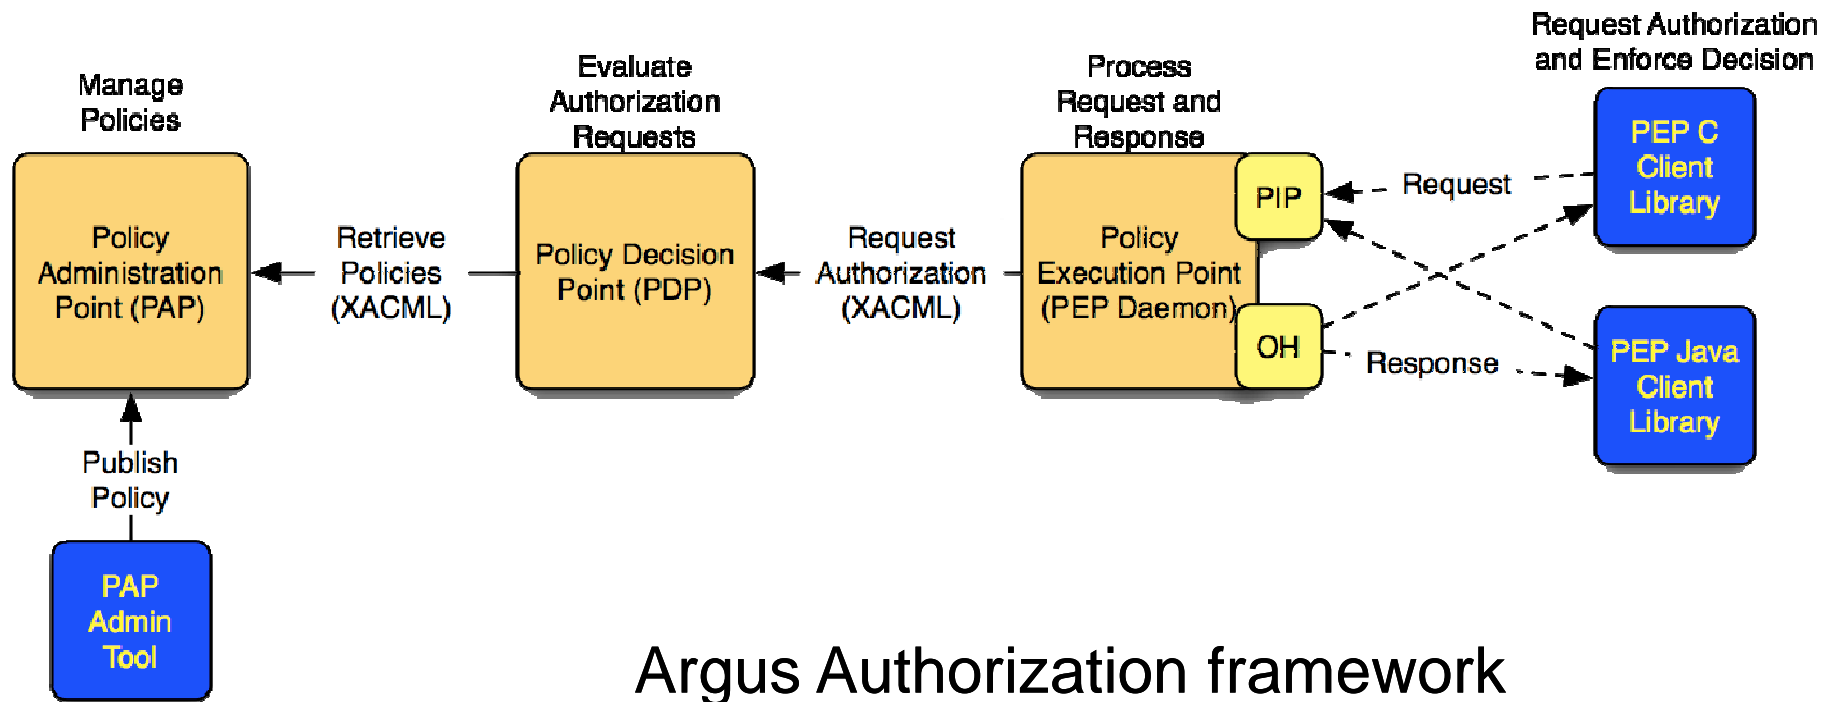 Manage
Policies
Evaluate
Authorization
Requests
Process
Request and
Response
Request Authorization
and Enforce Decision
Policy
Administration
Point (PAP)
Retrieve
Policies
(XACML)
Policy Decision
Point (PDP)
Request
Authorization
(XACML)
Policy
Execution Point
(PEP Daemon)
PIP
OH
Request
Response
PEP C
Client
Library
PEP Java
Client
Library
Publish
Policy
PAP
Admin
Tool
Argus Authorization framework